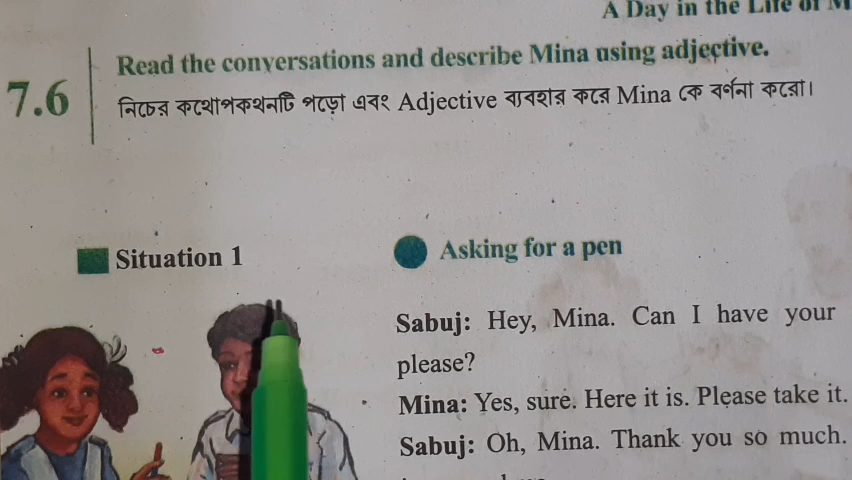 A Day in the Life of M
7.6
Read the conversations and describe Mina using adjective.
নিচের কথোপকথনটি পড়ো এবং Adjective ব্যবহার করে Mina কে বর্ণনা করো।
Situation 1
Asking for a pen
Sabuj: Hey, Mina. Can I have your
please?
Mina: Yes, sure. Here it is. Please take it.
Sabuj: Oh, Mina. Thank you so much.